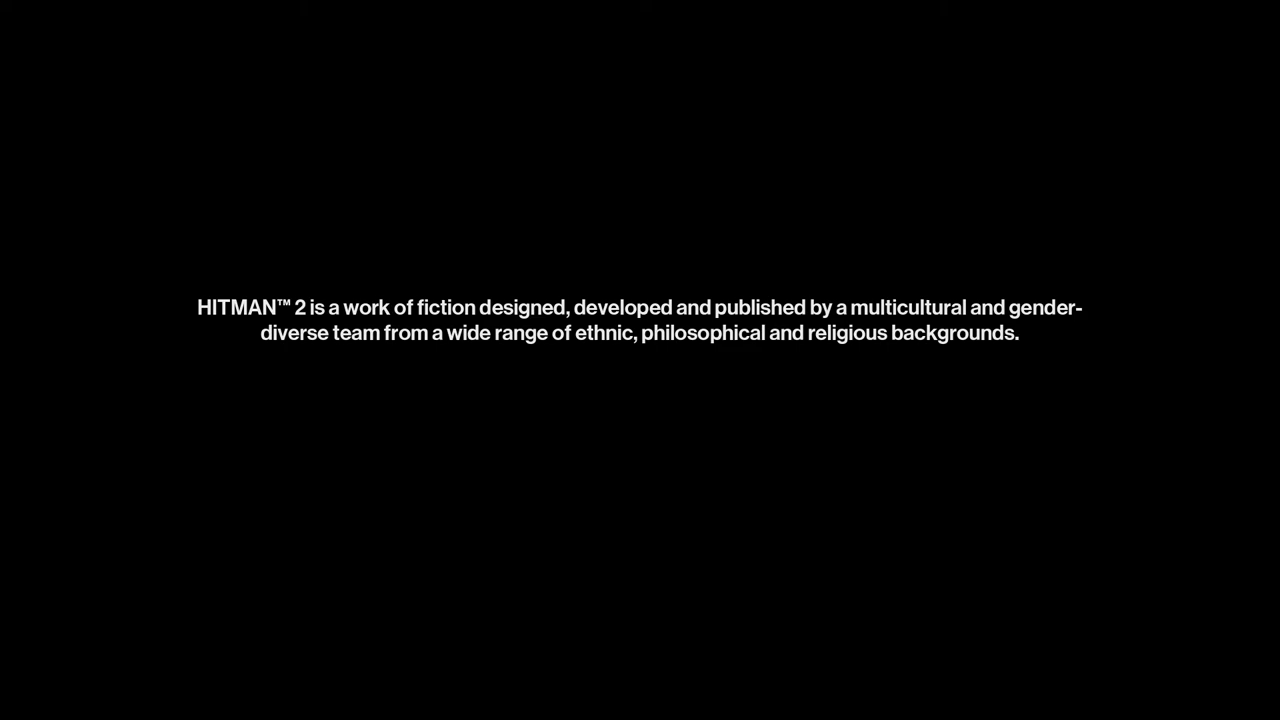 HITMAN™ 2 is a work of fiction designed, developed and published by a multicultural and gender-
diverse team from a wide range of ethnic, philosophical and religious backgrounds.